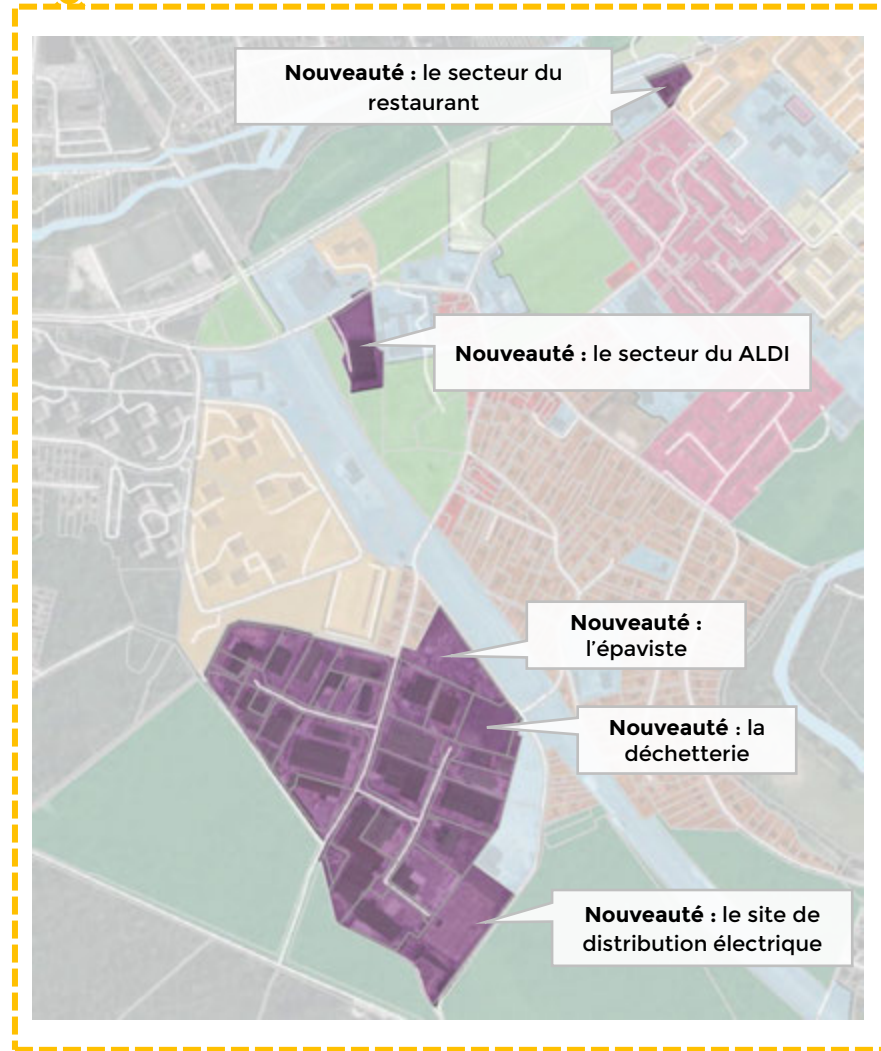 Nouveauté : le secteur du
restaurant
Nouveauté : le secteur du ALDI
Nouveauté :
l'épaviste
Nouveauté : la
déchetterie
Nouveauté : le site de
distribution électrique